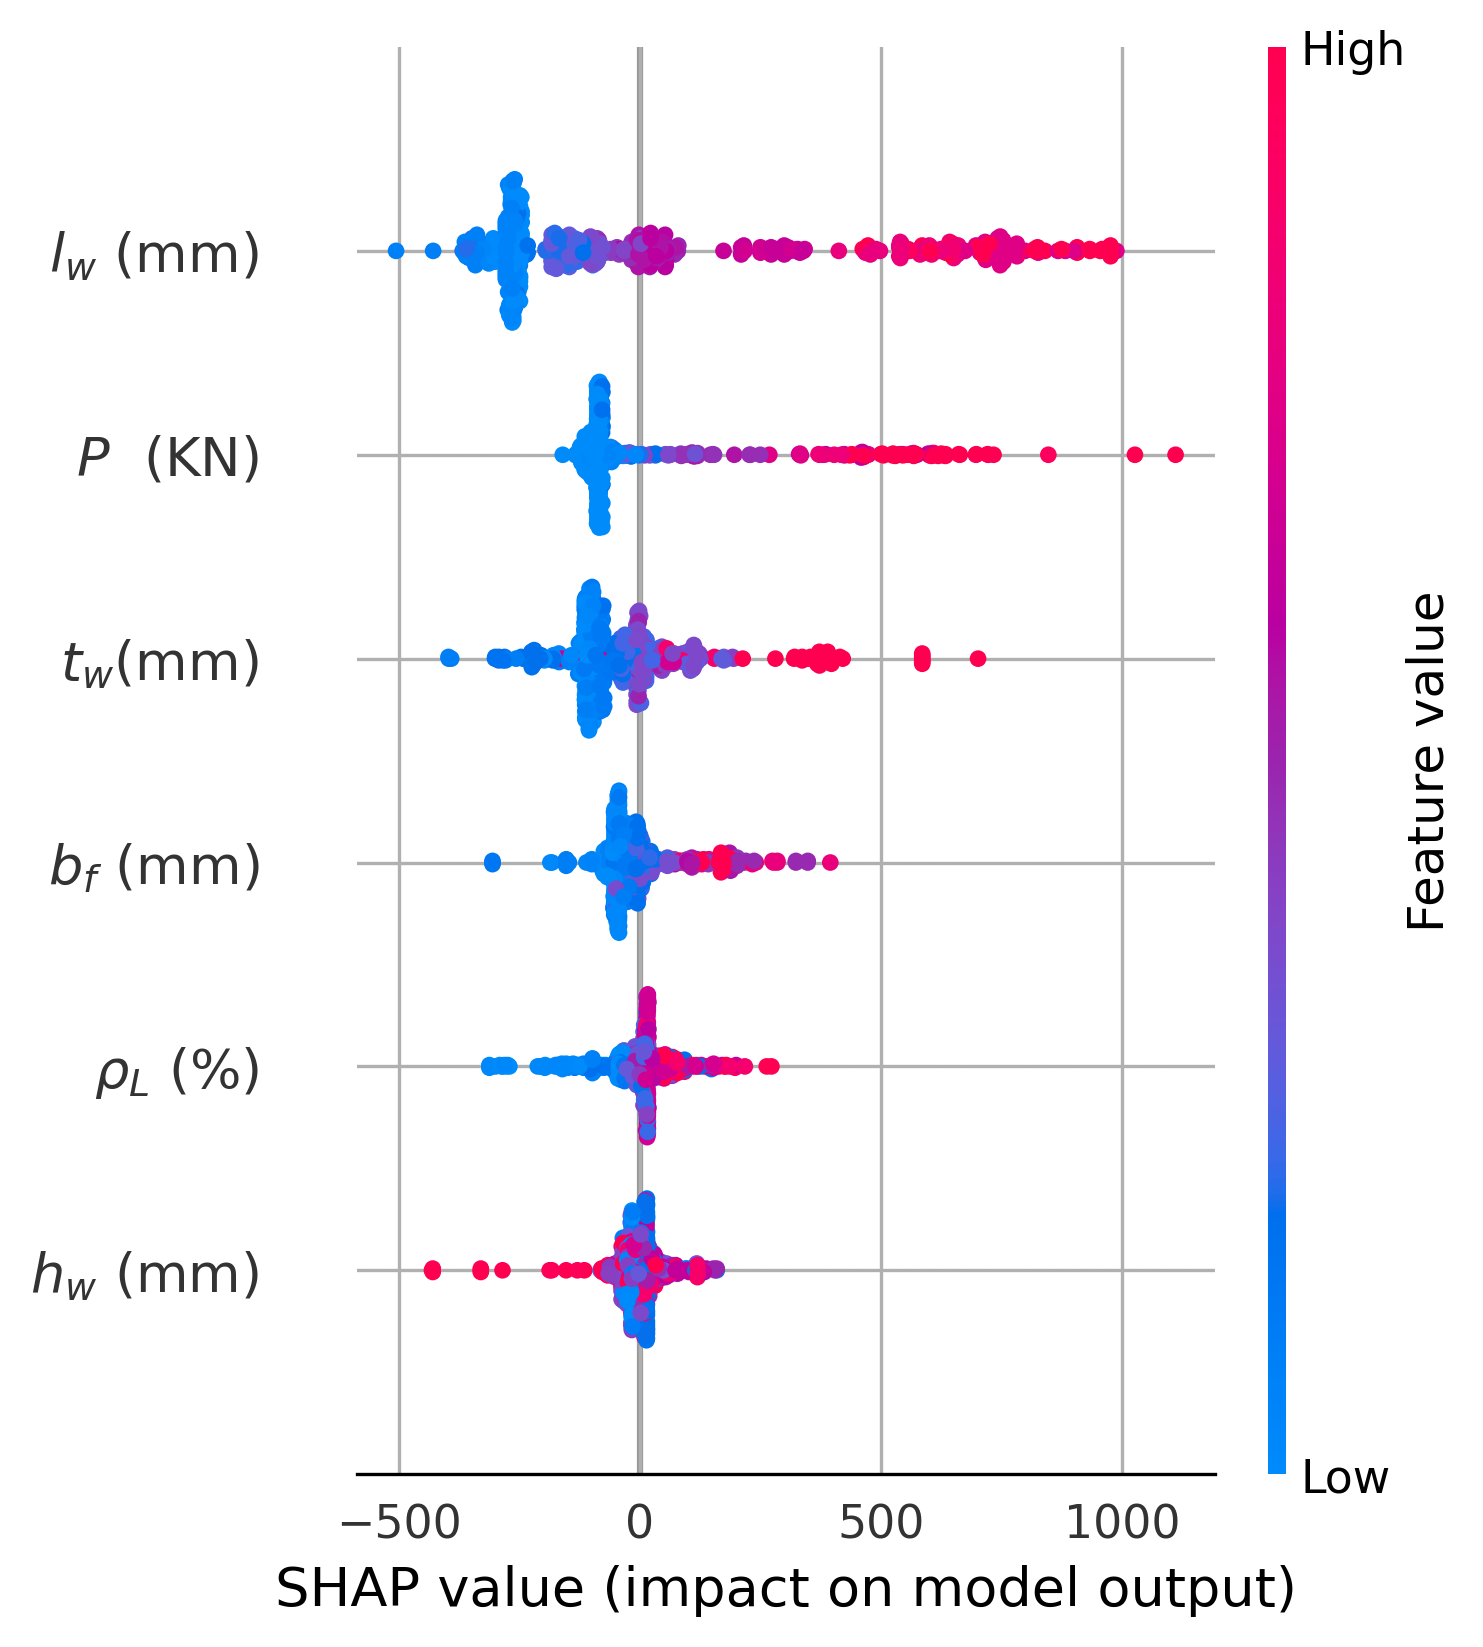 High
l_w (mm)
P (KN)
t_w(mm)
b_f (mm)
ρ_L (%)
h_w (mm)
Feature value
Low
−500 0 500 1000
SHAP value (impact on model output)